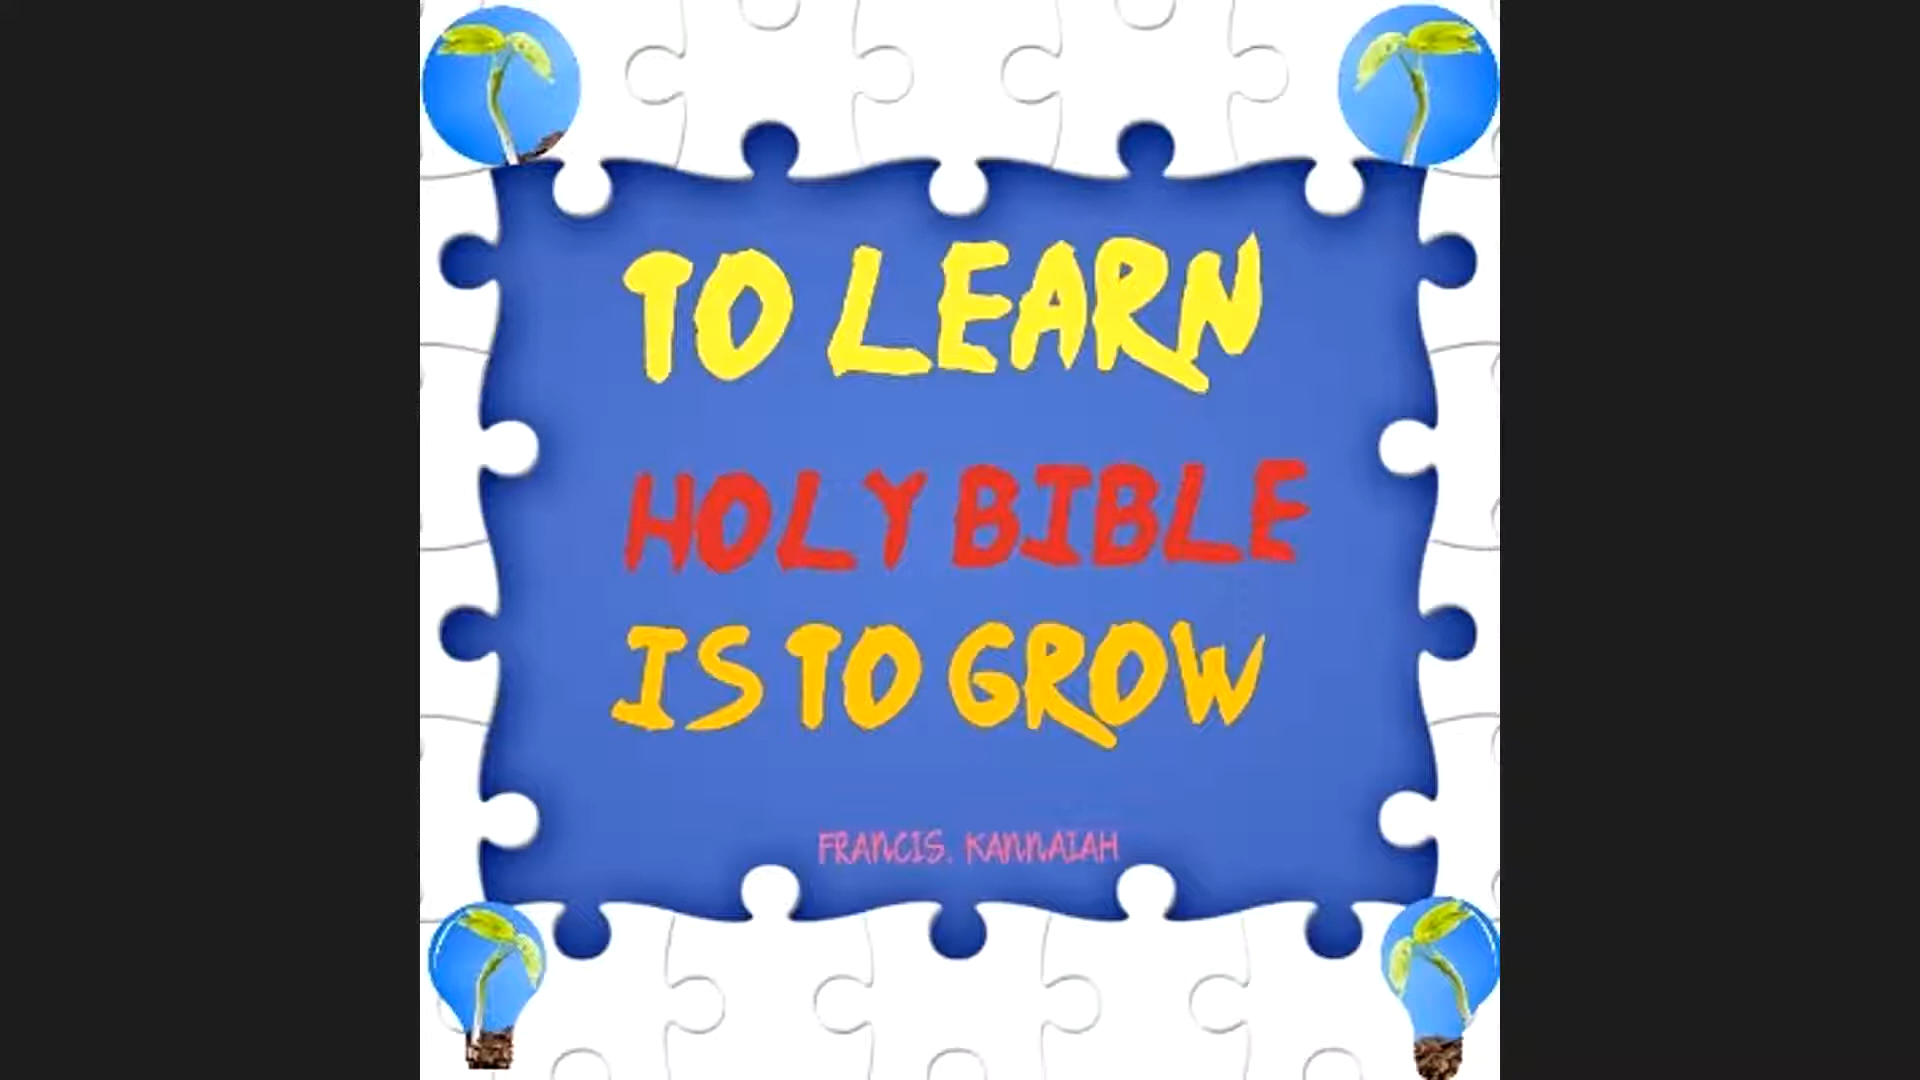 TO LEARN
HOLY BIBLE
IS TO GROW
FRANCIS. KANNAIAH